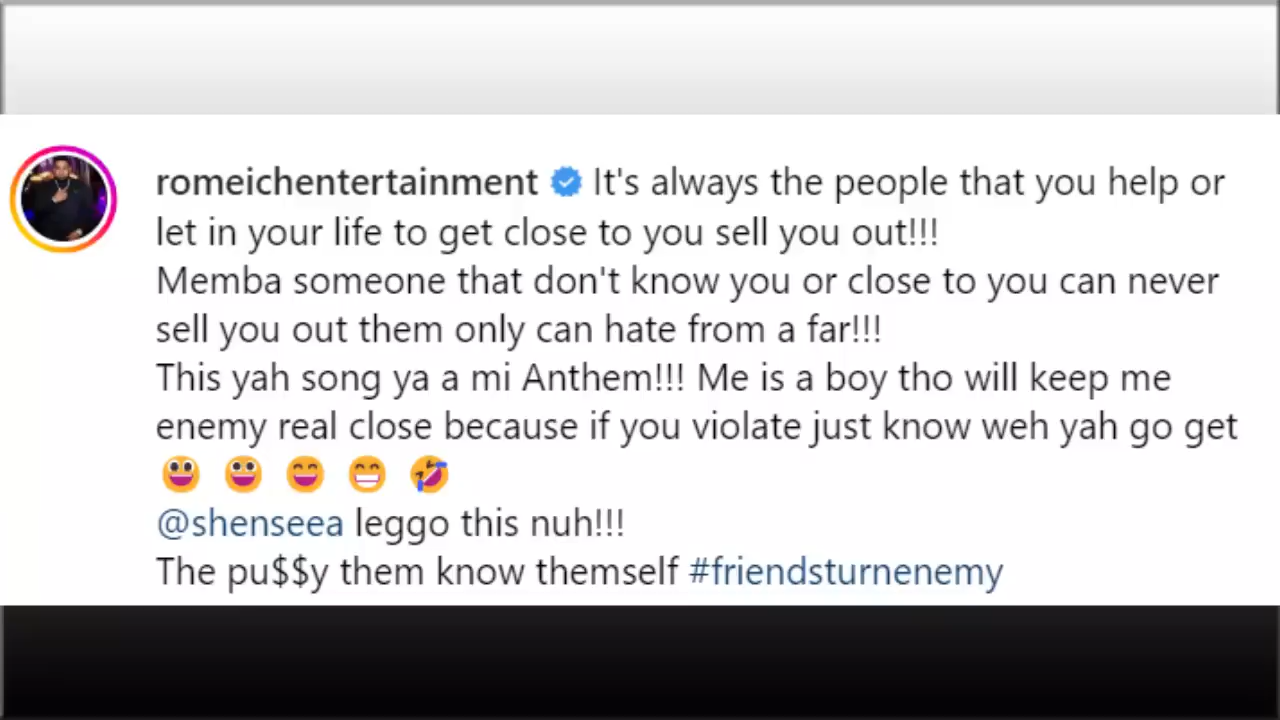 romeichentertainment It's always the people that you help or
let in your life to get close to you sell you out!!!
Memba someone that don't know you or close to you can never
sell you out them only can hate from a far!!!
This yah song ya a mi Anthem!!! Me is a boy tho will keep me
enemy real close because if you violate just know weh yah go get
😀 😀 😄 😁 🤣
@shenseea leggo this nuh!!!
The pu$$y them know themself #friendsturnenemy